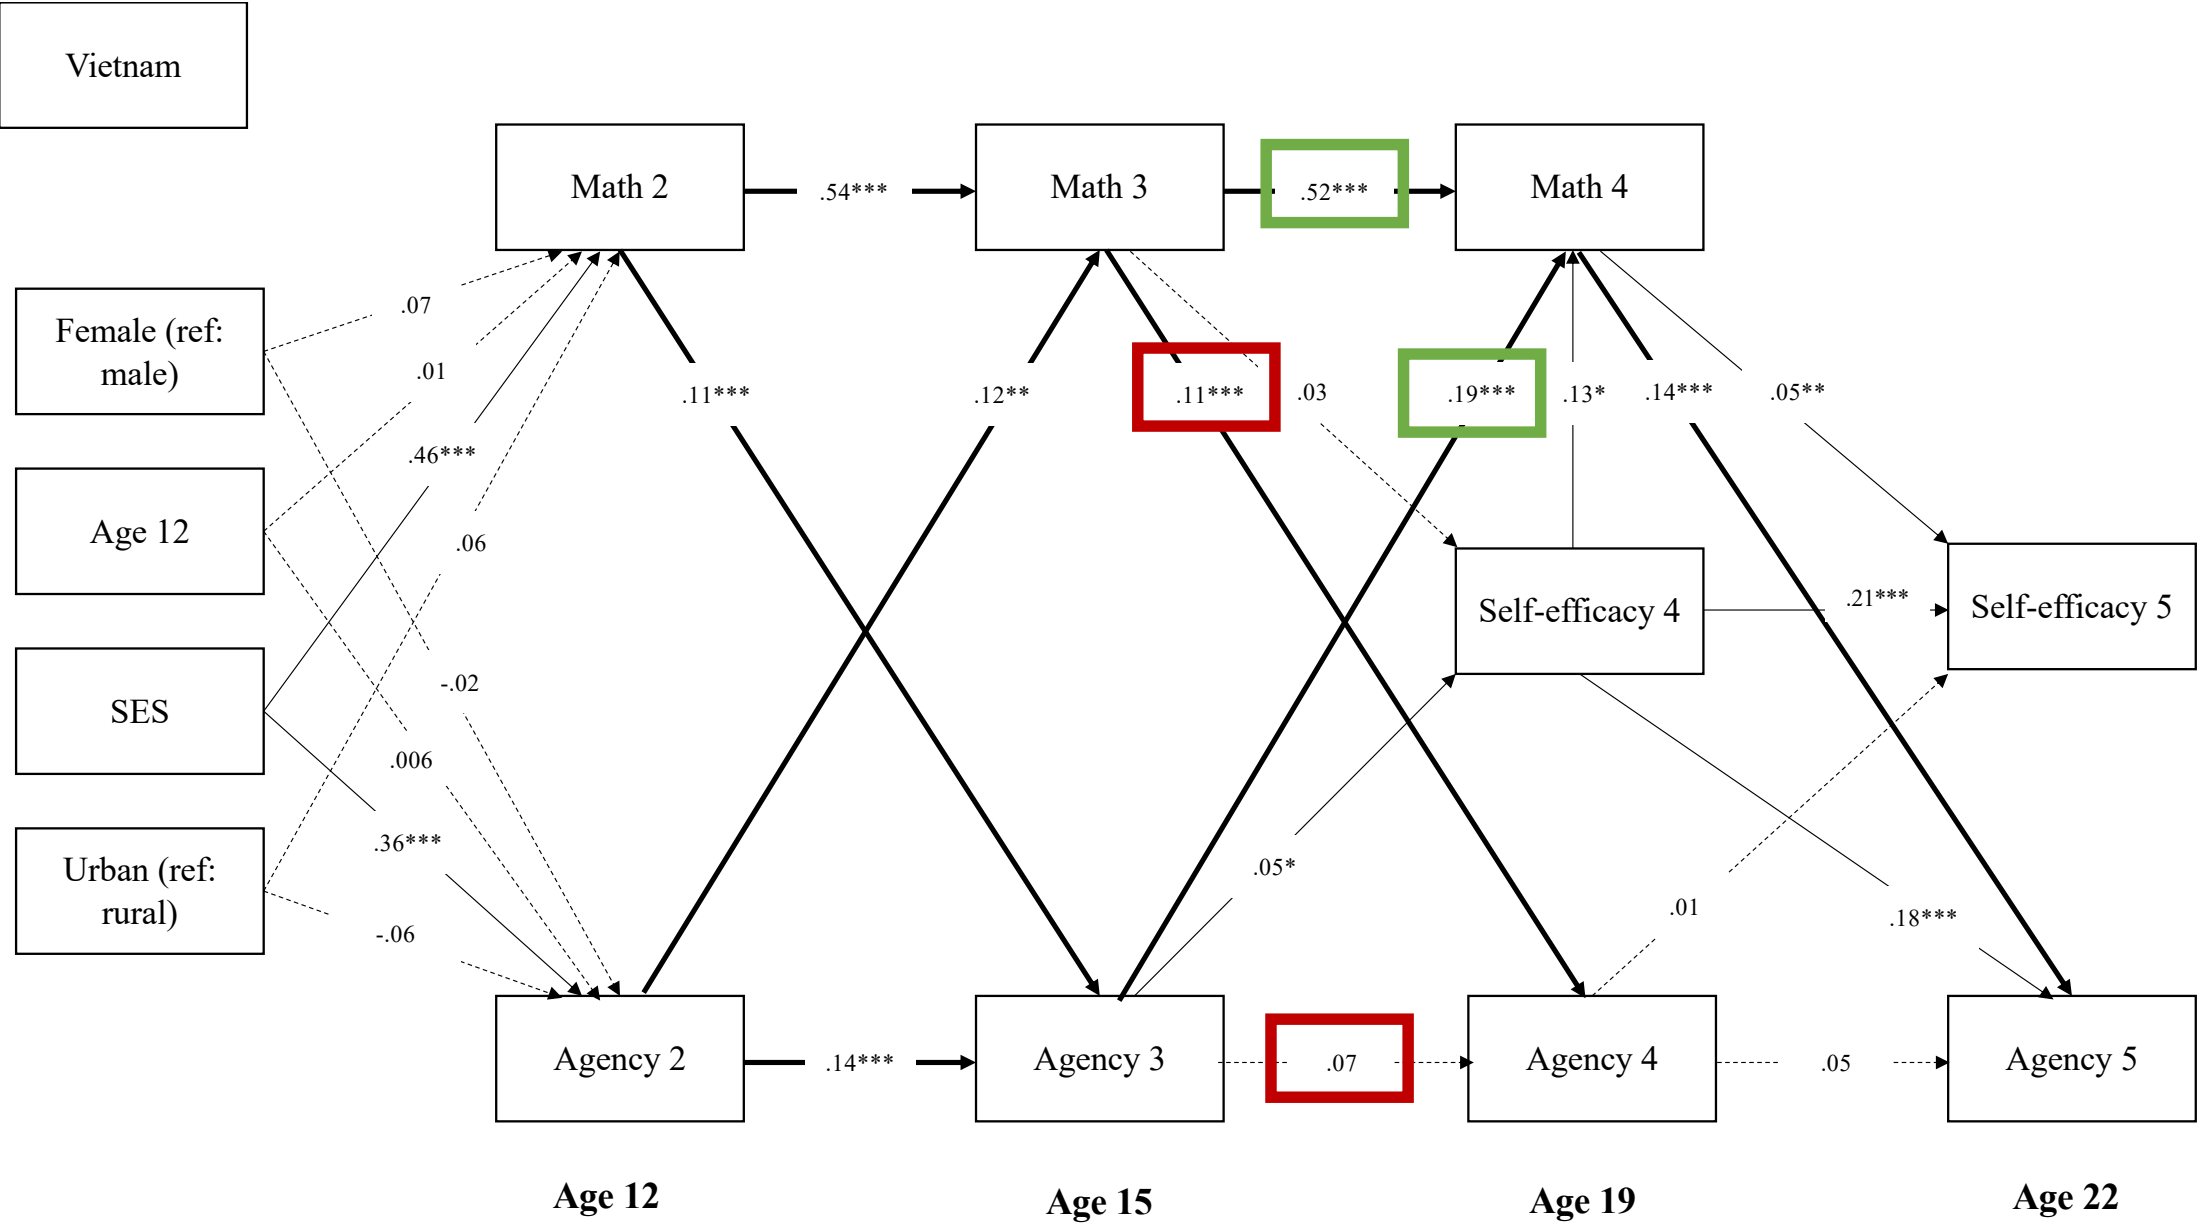 Vietnam
Math 2
.54***
Math 3
.52***
Math 4
Female (ref:
male)
.07
.01
.11***
.12**
.11***
.03
.19***
.13*
.14***
.05**
.46***
Age 12
.06
Self-efficacy 4
.21***
Self-efficacy 5
SES
-.02
.006
.36***
Urban (ref:
rural)
-.06
.05*
.01
.18***
Agency 2
.14***
Agency 3
.07
Agency 4
.05
Agency 5
Age 12
Age 15
Age 19
Age 22